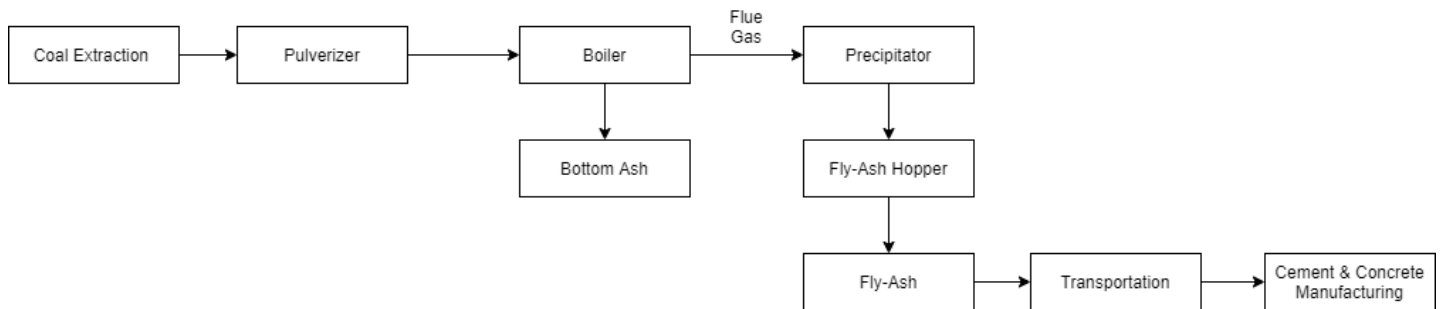 Flue
Gas
Coal Extraction
Pulverizer
Boiler
Precipitator
Bottom Ash
Fly-Ash Hopper
Fly-Ash
Transportation
Cement & Concrete
Manufacturing